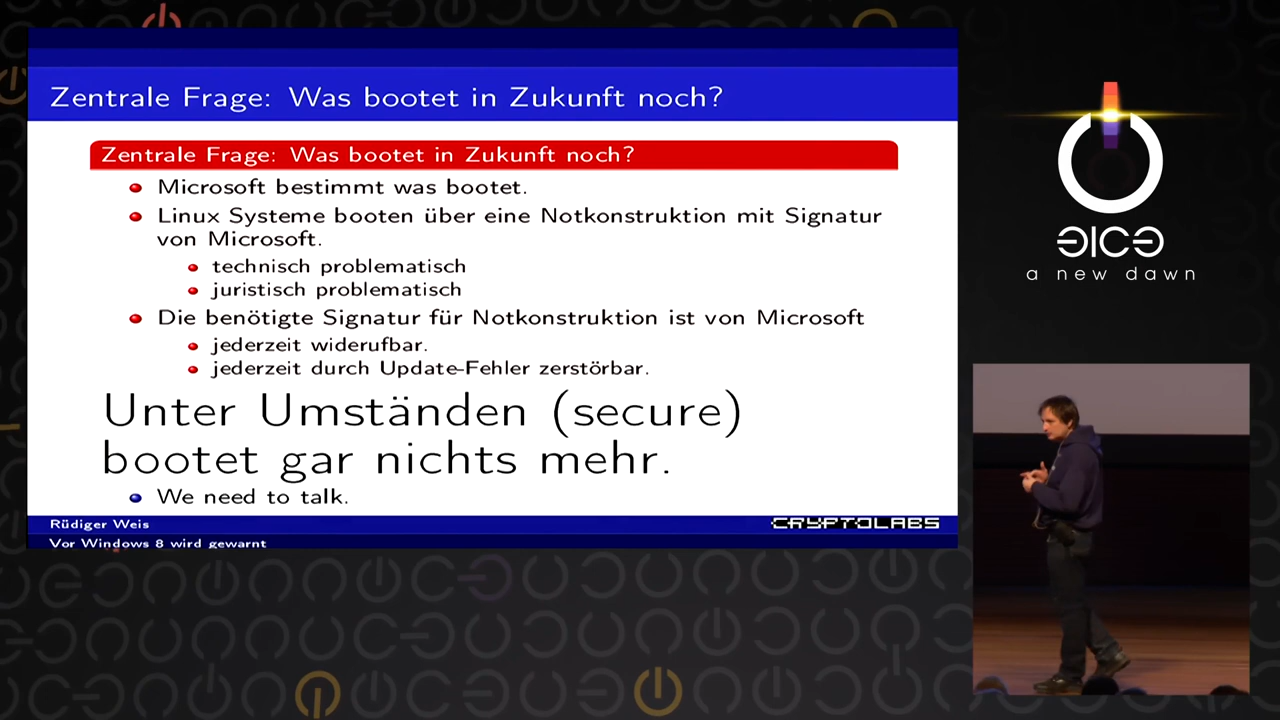 Zentrale Frage: Was bootet in Zukunft noch?
Zentrale Frage: Was bootet in Zukunft noch?
Microsoft bestimmt was bootet.
Linux Systeme booten über eine Notkonstruktion mit Signatur
von Microsoft.
technisch problematisch
juristisch problematisch
Die benötigte Signatur für Notkonstruktion ist von Microsoft
jederzeit widerufbar.
jederzeit durch Update-Fehler zerstörbar.
Unter Umständen (secure)
bootet gar nichts mehr.
We need to talk.
Rüdiger Weis
CRYPTOLABS
Vor Windows 8 wird gewarnt
31C3
a new dawn